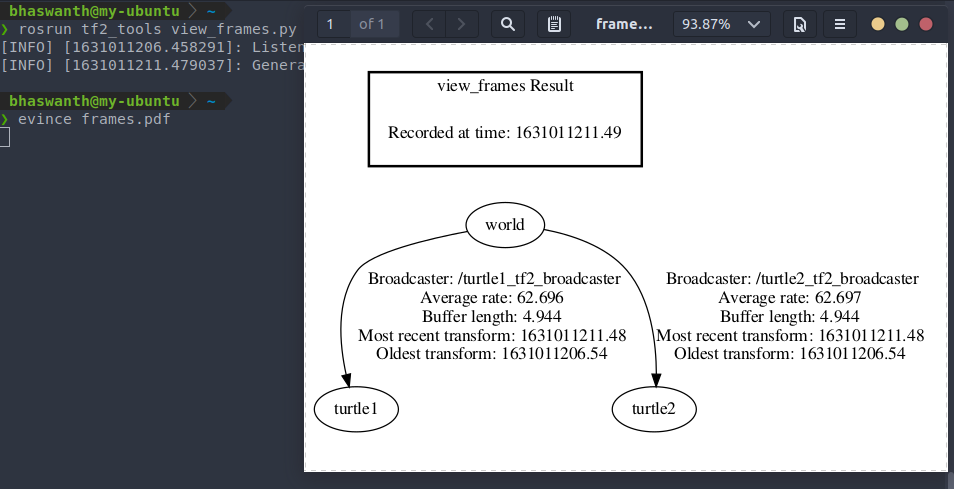 bhaswanth@my-ubuntu ~
❯ rosrun tf2_tools view_frames.py
[INFO] [1631011206.458291]: Listen
[INFO] [1631011211.479037]: Genera
bhaswanth@my-ubuntu ~
❯ evince frames.pdf
1 of 1 frame... 93.87%
view_frames Result
Recorded at time: 1631011211.49
world
Broadcaster: /turtle1_tf2_broadcaster
Average rate: 62.696
Buffer length: 4.944
Most recent transform: 1631011211.48
Oldest transform: 1631011206.54
Broadcaster: /turtle2_tf2_broadcaster
Average rate: 62.697
Buffer length: 4.944
Most recent transform: 1631011211.48
Oldest transform: 1631011206.54
turtle1
turtle2